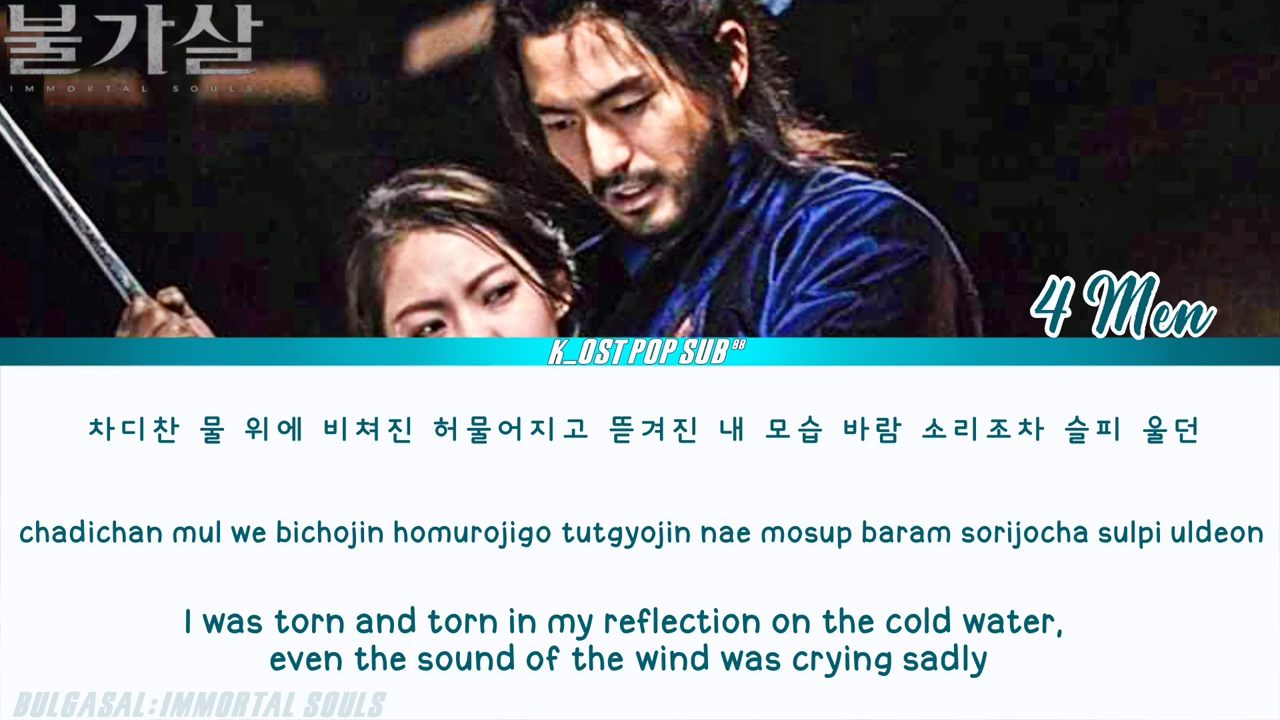 불가살
IMMORTAL SOULS
4 Men
K_OST POP SUB 98
차디찬 물 위에 비쳐진 허물어지고 뜯겨진 내 모습 바람 소리조차 슬피 울던
chadichan mul we bichojin homurojigo tutgyojin nae mosup baram sorijocha sulpi uldeon
I was torn and torn in my reflection on the cold water,
even the sound of the wind was crying sadly
BULGASAL: IMMORTAL SOULS